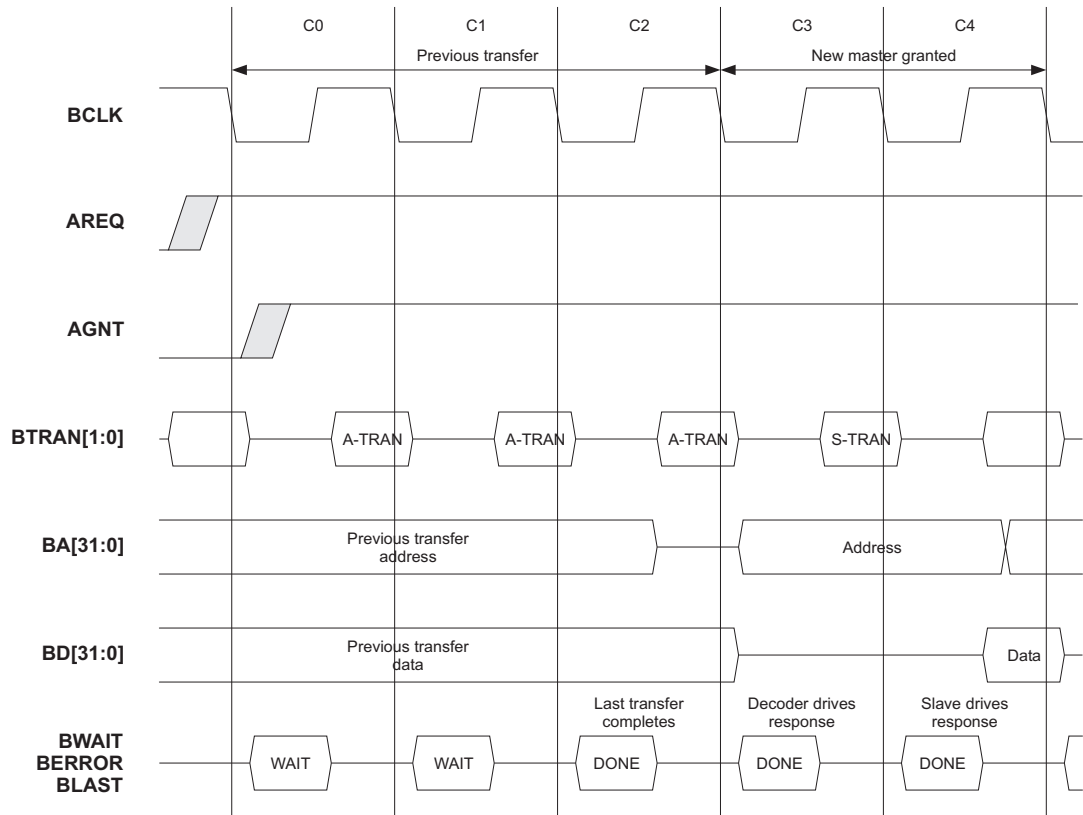 C0 C1 C2 C3 C4
Previous transfer New master granted
BCLK
AREQ
AGNT
BTRAN[1:0] A-TRAN A-TRAN A-TRAN S-TRAN
BA[31:0]
Previous transfer
address
Address
BD[31:0]
Previous transfer
data
Data
Last transfer
completes
Decoder drives
response
Slave drives
response
BWAIT
BERROR
BLAST
WAIT WAIT DONE DONE DONE